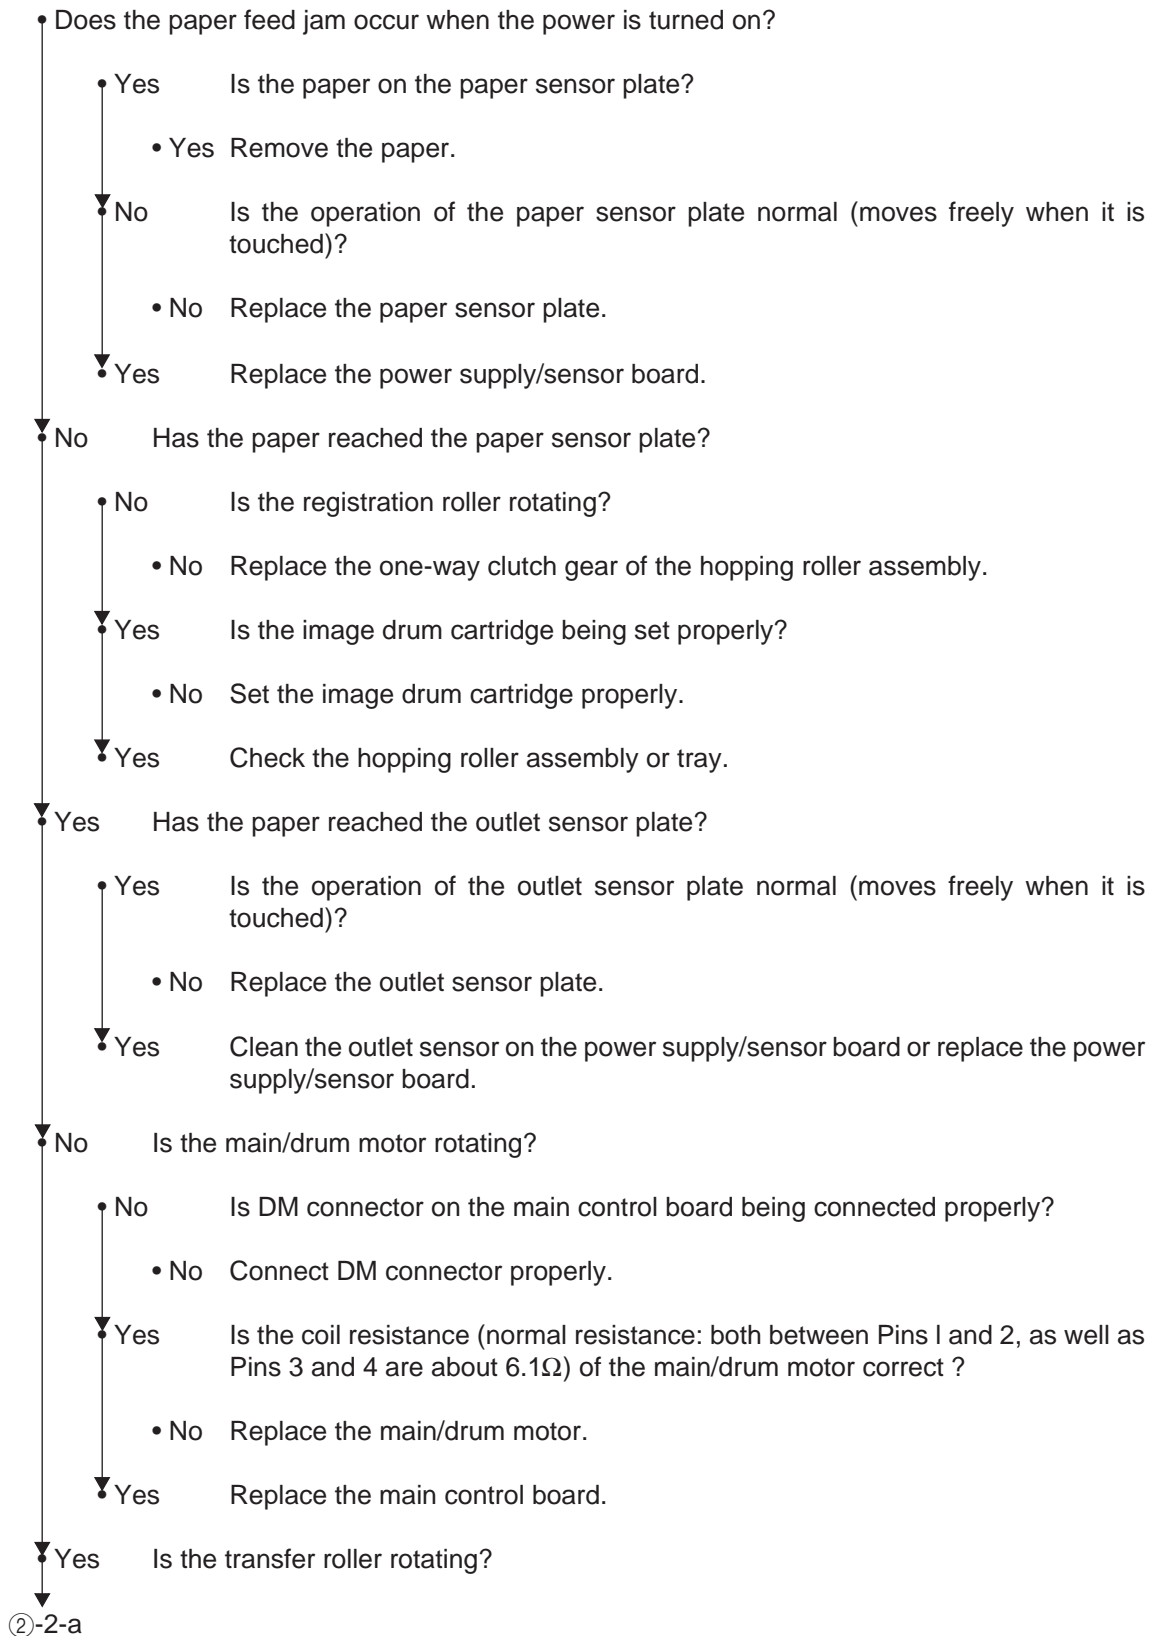 • Does the paper feed jam occur when the power is turned on?
• Yes Is the paper on the paper sensor plate?
• Yes Remove the paper.
• No Is the operation of the paper sensor plate normal (moves freely when it is
touched)?
• No Replace the paper sensor plate.
• Yes Replace the power supply/sensor board.
• No Has the paper reached the paper sensor plate?
• No Is the registration roller rotating?
• No Replace the one-way clutch gear of the hopping roller assembly.
• Yes Is the image drum cartridge being set properly?
• No Set the image drum cartridge properly.
• Yes Check the hopping roller assembly or tray.
• Yes Has the paper reached the outlet sensor plate?
• Yes Is the operation of the outlet sensor plate normal (moves freely when it is
touched)?
• No Replace the outlet sensor plate.
• Yes Clean the outlet sensor on the power supply/sensor board or replace the power
supply/sensor board.
• No Is the main/drum motor rotating?
• No Is DM connector on the main control board being connected properly?
• No Connect DM connector properly.
• Yes Is the coil resistance (normal resistance: both between Pins l and 2, as well as
Pins 3 and 4 are about 6.1Ω) of the main/drum motor correct ?
• No Replace the main/drum motor.
• Yes Replace the main control board.
• Yes Is the transfer roller rotating?
②-2-a